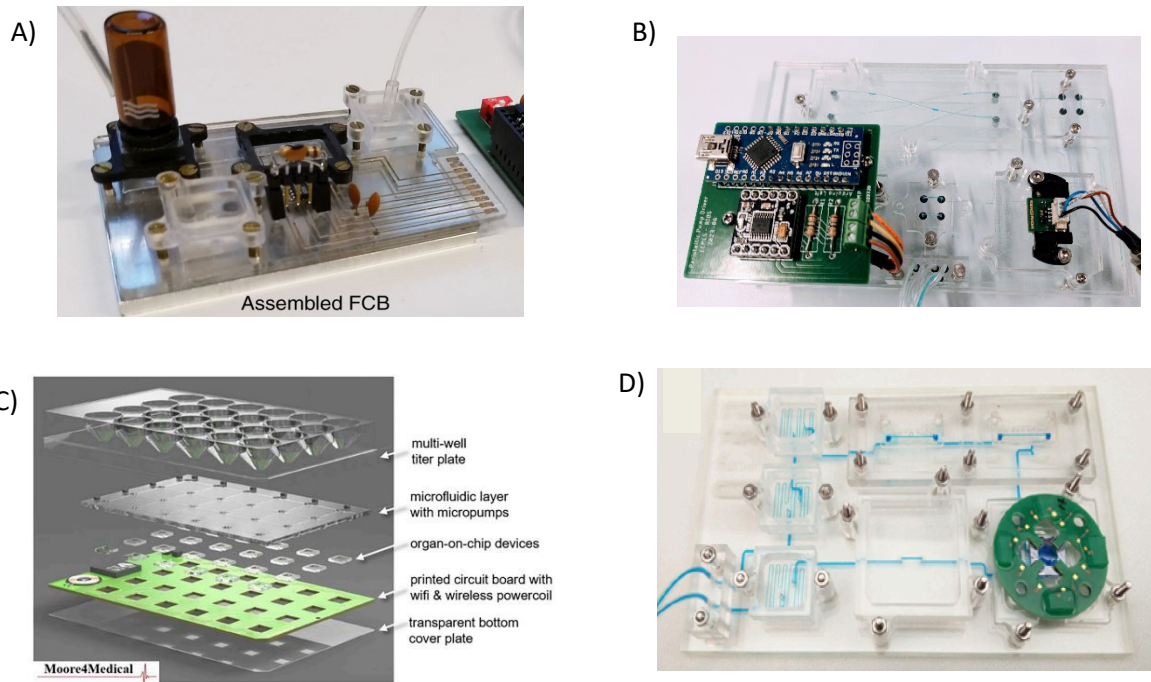 A)
Assembled FCB
B)
C)
multi-well
titer plate
microfluidic layer
with micropumps
organ-on-chip devices
printed circuit board with
wifi & wireless powercoil
transparent bottom
cover plate
Moore4Medical
D)